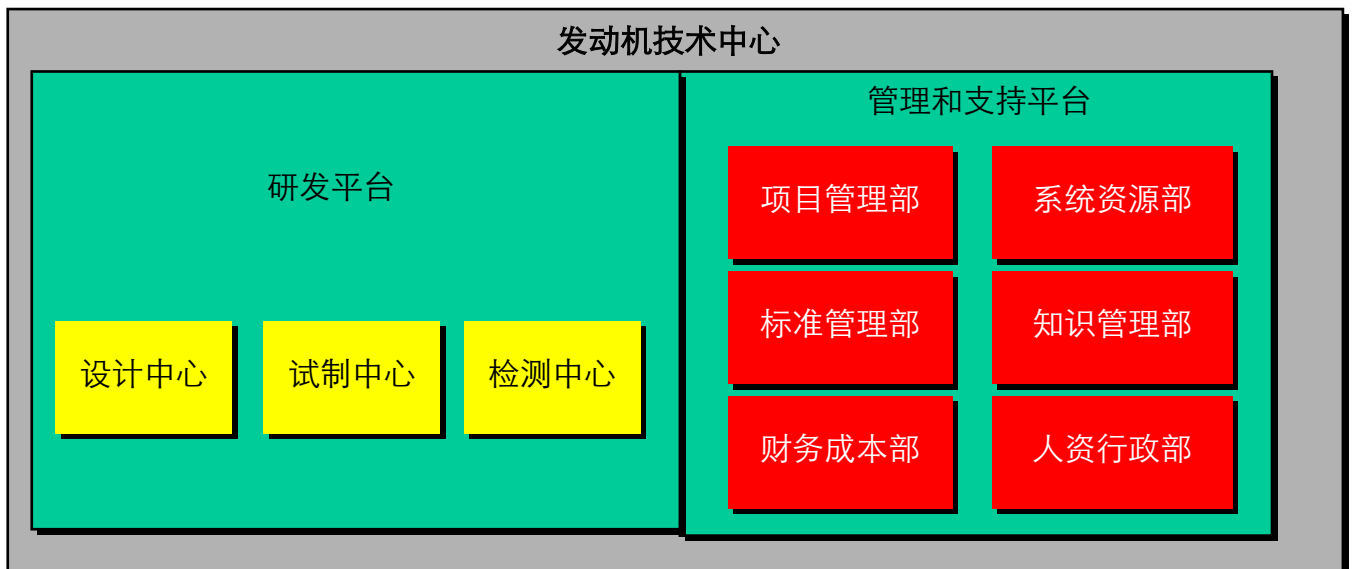 发动机技术中心
研发平台
设计中心
试制中心
检测中心
管理和支持平台
项目管理部
系统资源部
标准管理部
知识管理部
财务成本部
人资行政部